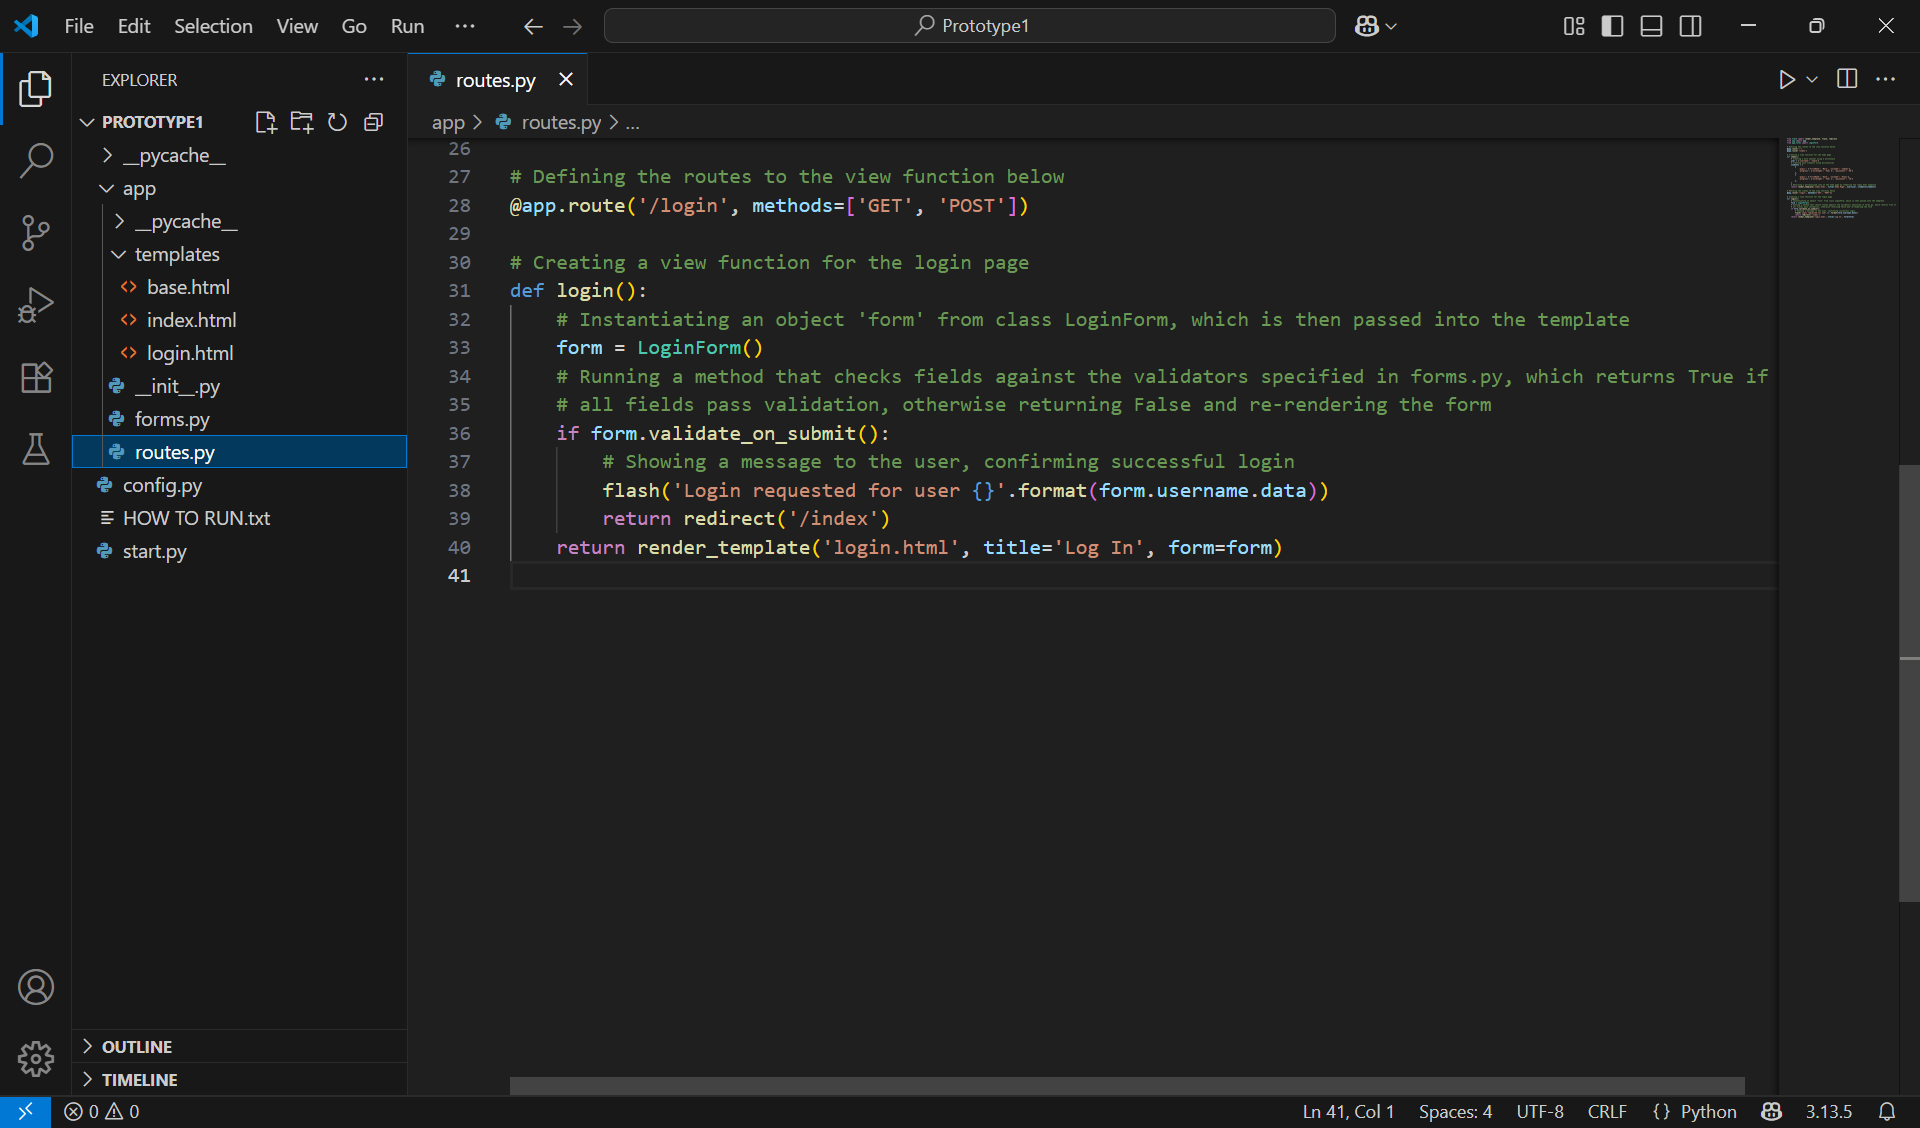 File Edit Selection View Go Run ... Prototype1
EXPLORER ...
routes.py
PROTOTYPE1
app > routes.py > ...
__pycache__
app
__pycache__
templates
base.html
index.html
login.html
__init__.py
forms.py
routes.py
config.py
HOW TO RUN.txt
start.py
26
27 # Defining the routes to the view function below
28 @app.route('/login', methods=['GET', 'POST'])
29
30 # Creating a view function for the login page
31 def login():
32 # Instantiating an object 'form' from class LoginForm, which is then passed into the template
33 form = LoginForm()
34 # Running a method that checks fields against the validators specified in forms.py, which returns True if
35 # all fields pass validation, otherwise returning False and re-rendering the form
36 if form.validate_on_submit():
37 # Showing a message to the user, confirming successful login
38 flash('Login requested for user {}'.format(form.username.data))
39 return redirect('/index')
40 return render_template('login.html', title='Log In', form=form)
41
OUTLINE
TIMELINE
0 0 Ln 41, Col 1 Spaces: 4 UTF-8 CRLF {} Python 3.13.5